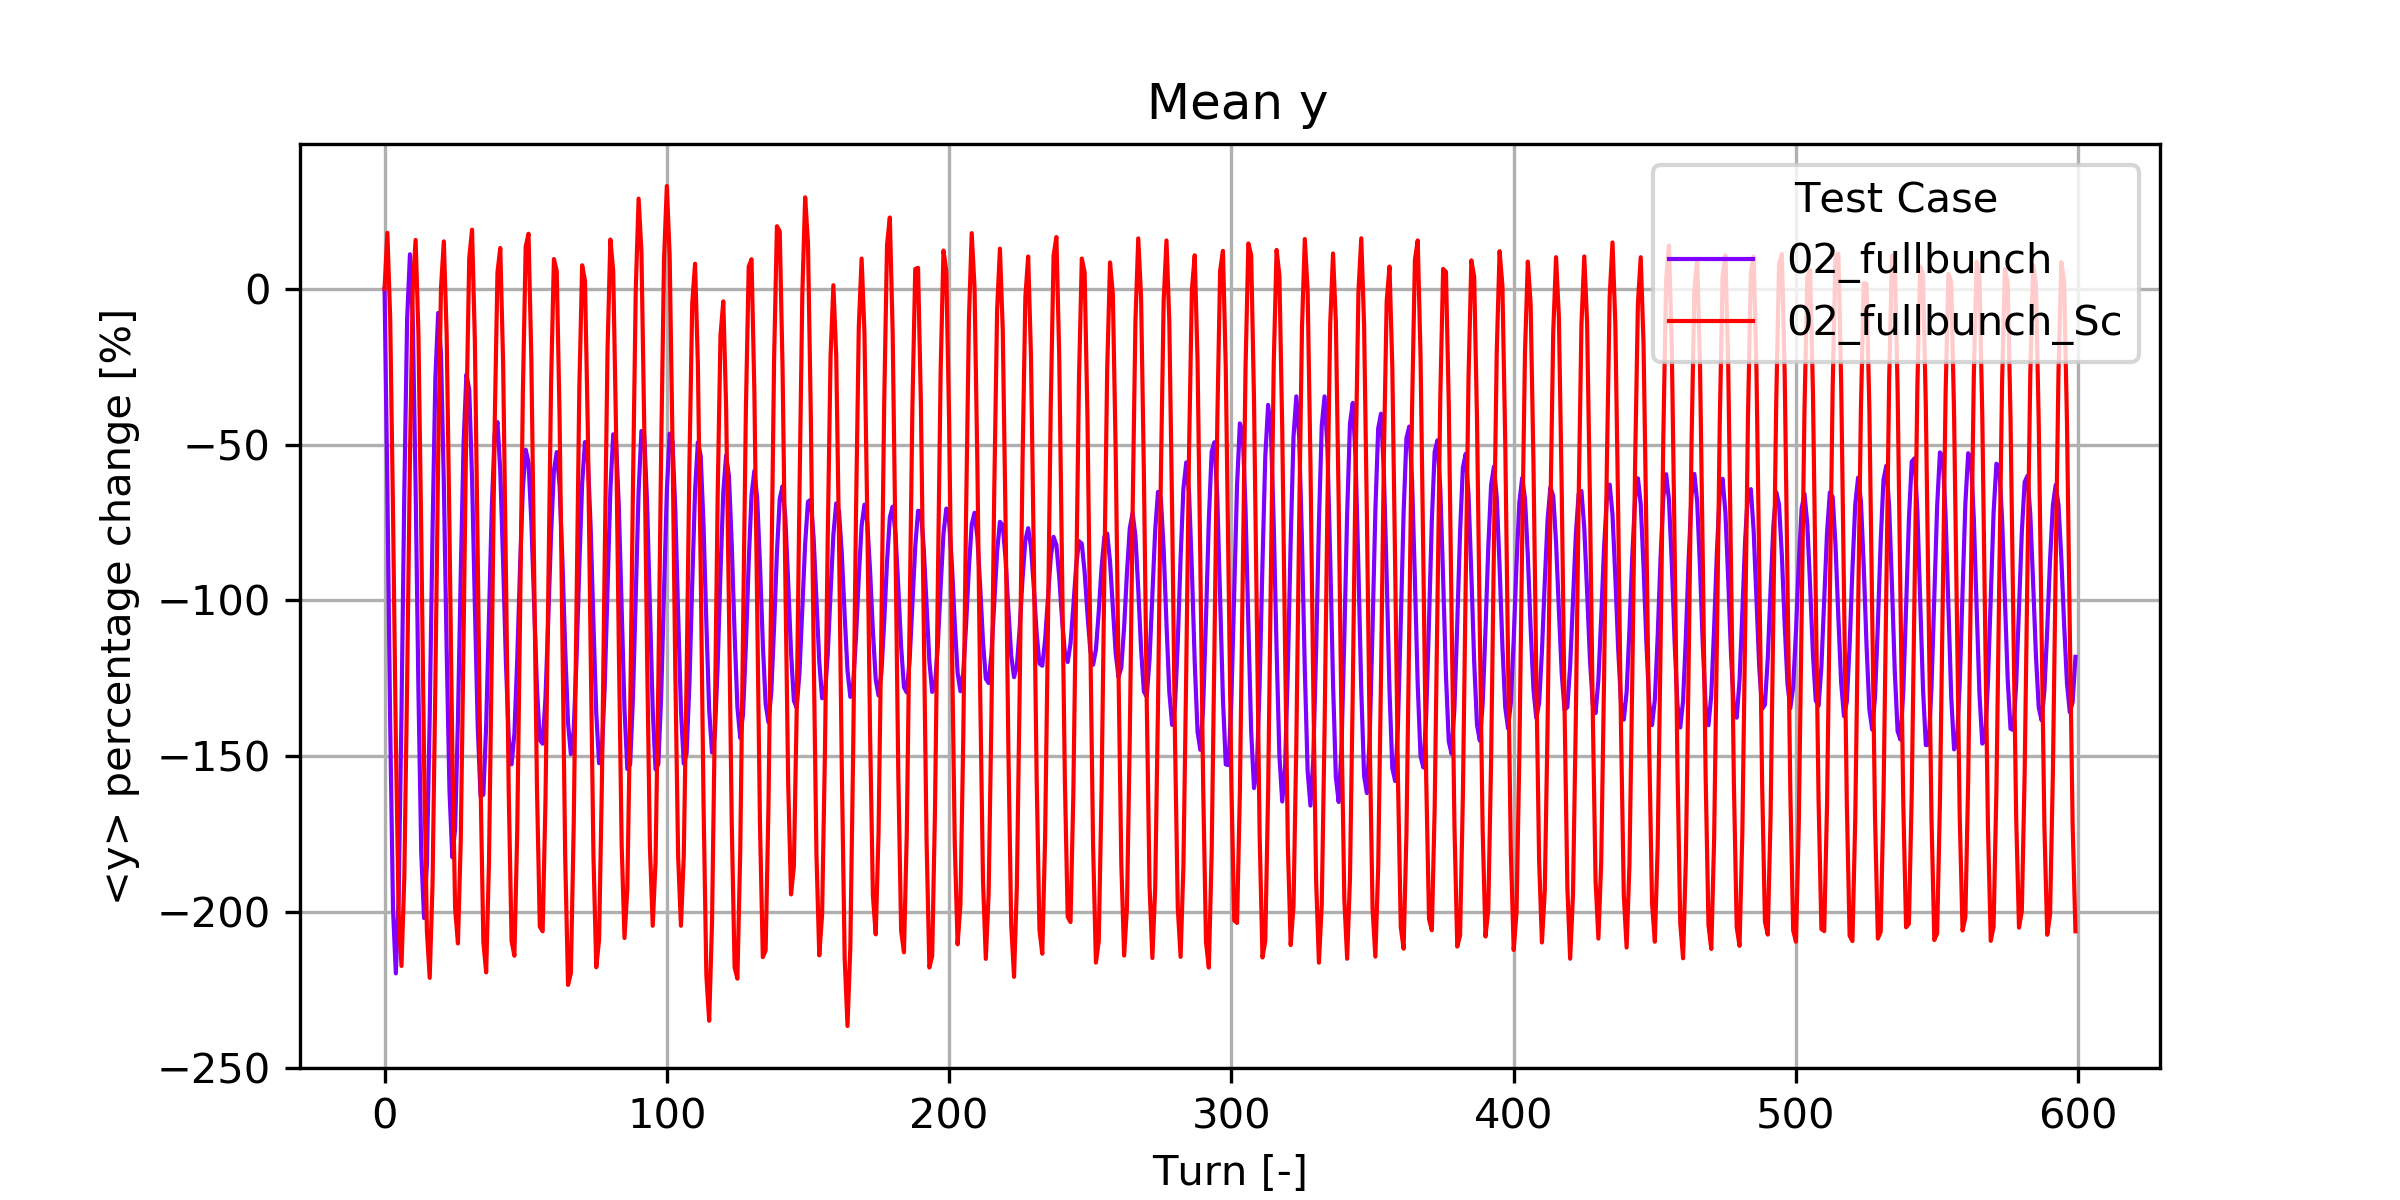 Mean y
Test Case
02_fullbunch
02_fullbunch_Sc
<y> percentage change [%]
0
−50
−100
−150
−200
−250
0 100 200 300 400 500 600
Turn [-]